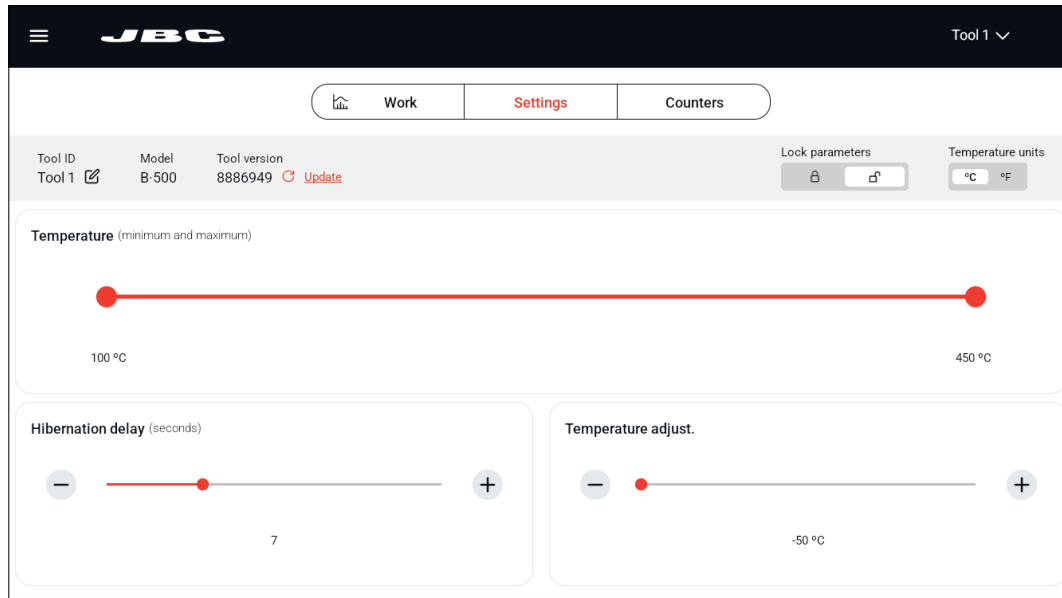 JBC
Tool 1
Work
Settings
Counters
Tool ID
Model
Tool version
Lock parameters
Temperature units
Tool 1
B·500
8886949
Update
ºC
ºF
Temperature (minimum and maximum)
100 ºC
450 ºC
Hibernation delay (seconds)
Temperature adjust.
7
-50 ºC